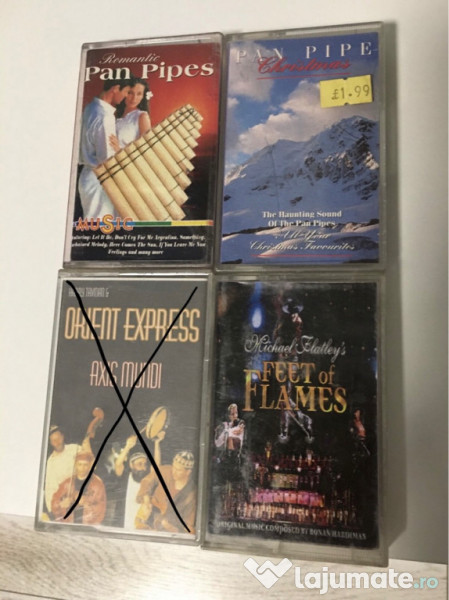 Romantic
Pan Pipes
MUSIC
Featuring: Let It Be, Don't Cry For Me Argentina, Something,
Unchained Melody, Here Comes The Sun, If You Leave Me Now
Feelings and many more
PAN PIPE
Christmas
£1.99
The Haunting Sound
Of The Pan Pipes
All Your
Christmas Favourites
ORIENT EXPRESS
AXIS MUNDI
Michael Flatley's
FEET of
FLAMES
ORIGINAL MUSIC COMPOSED BY RONAN HARDIMAN
lajumate.ro